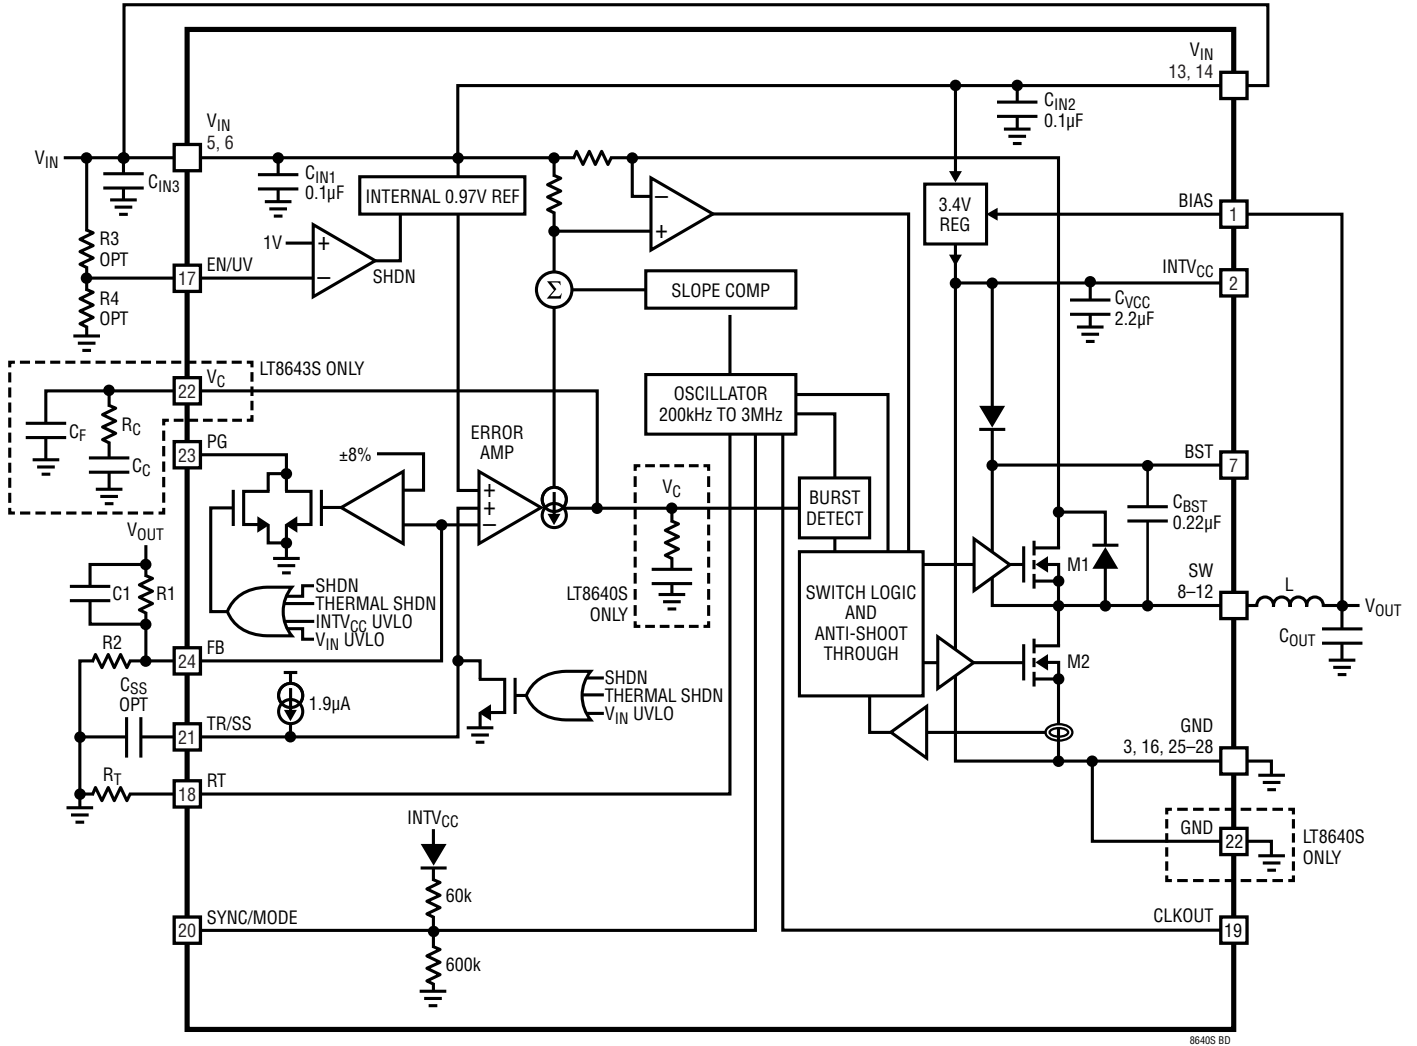 VIN
13, 14
VIN
5, 6
VIN
CIN3
CIN1
0.1µF
CIN2
0.1µF
INTERNAL 0.97V REF
R3
OPT
1V
+
−
SHDN
17
EN/UV
R4
OPT
−
+
3.4V
REG
BIAS
1
INTVCC
2
Σ
SLOPE COMP
CVCC
2.2µF
LT8643S ONLY
22
VC
CF
RC
CC
OSCILLATOR
200kHz TO 3MHz
23
PG
±8%
ERROR
AMP
+
+
−
VC
LT8640S
ONLY
BURST
DETECT
BST
7
CBST
0.22µF
VOUT
C1
R1
SHDN
THERMAL SHDN
INTVCC UVLO
VIN UVLO
SWITCH LOGIC
AND
ANTI-SHOOT
THROUGH
M1
SW
8–12
L
VOUT
COUT
R2
24
FB
M2
CSS
OPT
1.9µA
SHDN
THERMAL SHDN
VIN UVLO
21
TR/SS
GND
3, 16, 25–28
RT
18
RT
INTVCC
GND
22
LT8640S
ONLY
60k
20
SYNC/MODE
CLKOUT
19
600k
8640S BD